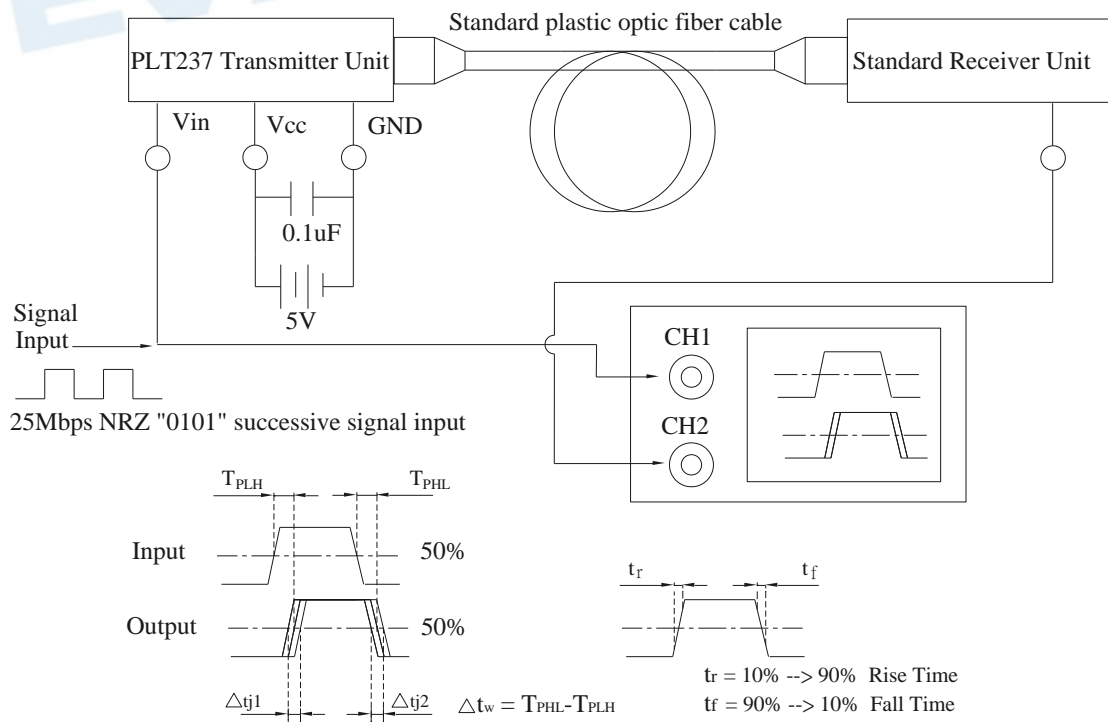 Standard plastic optic fiber cable
PLT237 Transmitter Unit
Standard Receiver Unit
Vin
Vcc
GND
0.1uF
5V
Signal
Input
CH1
CH2
25Mbps NRZ "0101" successive signal input
TPLH
TPHL
Input
50%
Output
50%
△tj1
△tj2
△tw = TPHL-TPLH
tr
tf
tr = 10% --> 90% Rise Time
tf = 90% --> 10% Fall Time